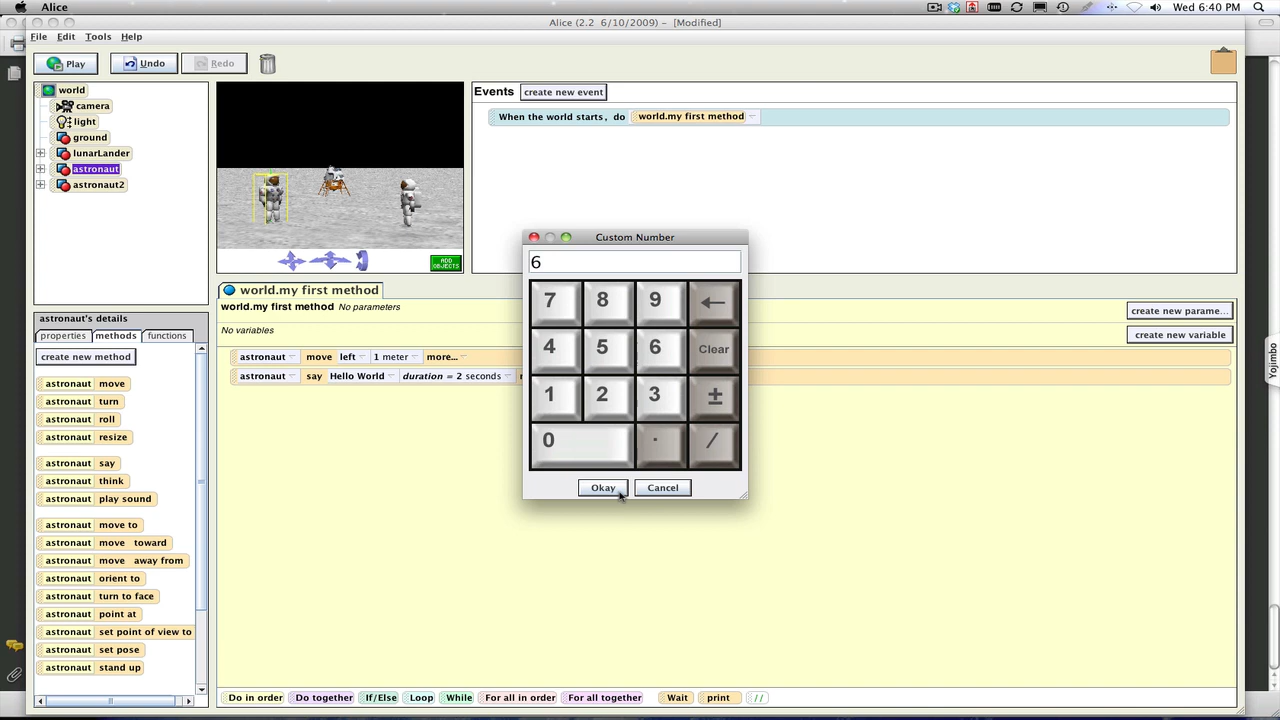 Alice
Wed 6:40 PM
Alice (2.2 6/10/2009) - [Modified]
File Edit Tools Help
Play Undo Redo
world
camera
light
ground
lunarLander
astronaut
astronaut2
ADD OBJECTS
Events create new event
When the world starts, do world.my first method
astronaut's details
properties methods functions
create new method
astronaut move
astronaut turn
astronaut roll
astronaut resize
astronaut say
astronaut think
astronaut play sound
astronaut move to
astronaut move toward
astronaut move away from
astronaut orient to
astronaut turn to face
astronaut point at
astronaut set point of view to
astronaut set pose
astronaut stand up
world.my first method
world.my first method No parameters
create new parame...
No variables
create new variable
astronaut move left 1 meter more...
astronaut say Hello World duration = 2 seconds
Custom Number
6
7 8 9 ←
4 5 6 Clear
1 2 3 ±
0 . /
Okay Cancel
Do in order Do together If/Else Loop While For all in order For all together Wait print //
Yojimbo